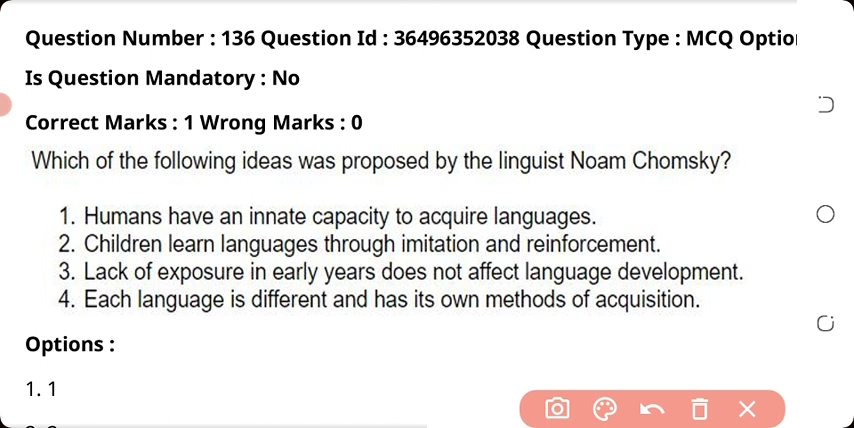 Question Number : 136 Question Id : 36496352038 Question Type : MCQ
Is Question Mandatory : No
Correct Marks : 1 Wrong Marks : 0
Which of the following ideas was proposed by the linguist Noam Chomsky?
1. Humans have an innate capacity to acquire languages.
2. Children learn languages through imitation and reinforcement.
3. Lack of exposure in early years does not affect language development.
4. Each language is different and has its own methods of acquisition.
Options :
1. 1